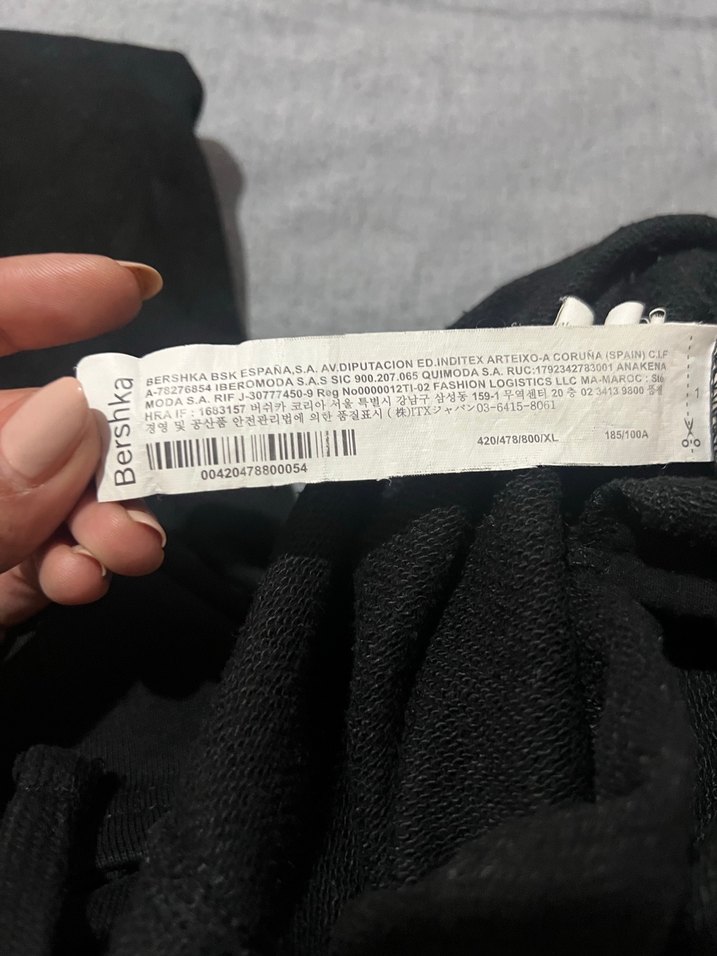 Bershka
BERSHKA BSK ESPAÑA,S.A. AV.DIPUTACION ED.INDITEX ARTEIXO-A CORUÑA (SPAIN) C.I.F
A-78276854 IBEROMODA S.A.S SIC 900.207.065 QUIMODA S.A. RUC:1792342783001 ANAKENA
MODA S.A. RIF J-30777450-9 Reg No0000012TI-02 FASHION LOGISTICS LLC MA-MAROC : Sté
HRA IF : 1683157 버쉬카 코리아 서울 특별시 강남구 삼성동 159-1 무역센터 20 층 02 3413 9800 품질
경영 및 공산품 안전관리법에 의한 품질표시 (株)ITXジャパン03-6415-8061
00420478800054
420/478/800/XL
185/100A
1